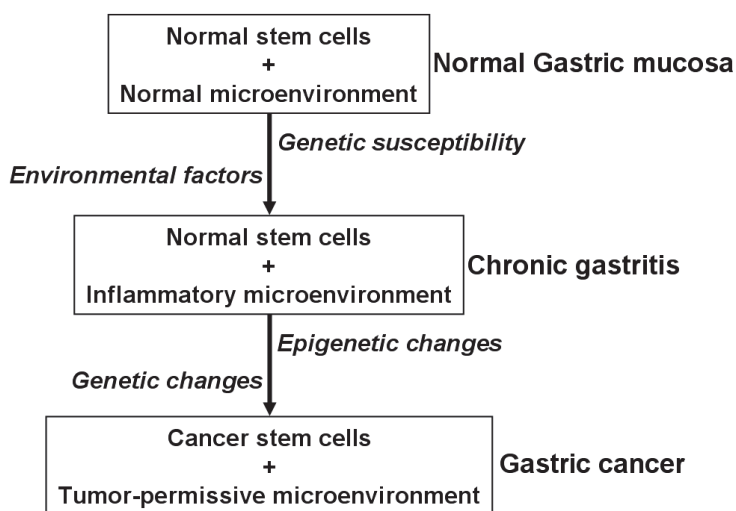 Normal stem cells
+
Normal microenvironment
Normal Gastric mucosa
Genetic susceptibility
Environmental factors
Normal stem cells
+
Inflammatory microenvironment
Chronic gastritis
Epigenetic changes
Genetic changes
Cancer stem cells
+
Tumor-permissive microenvironment
Gastric cancer